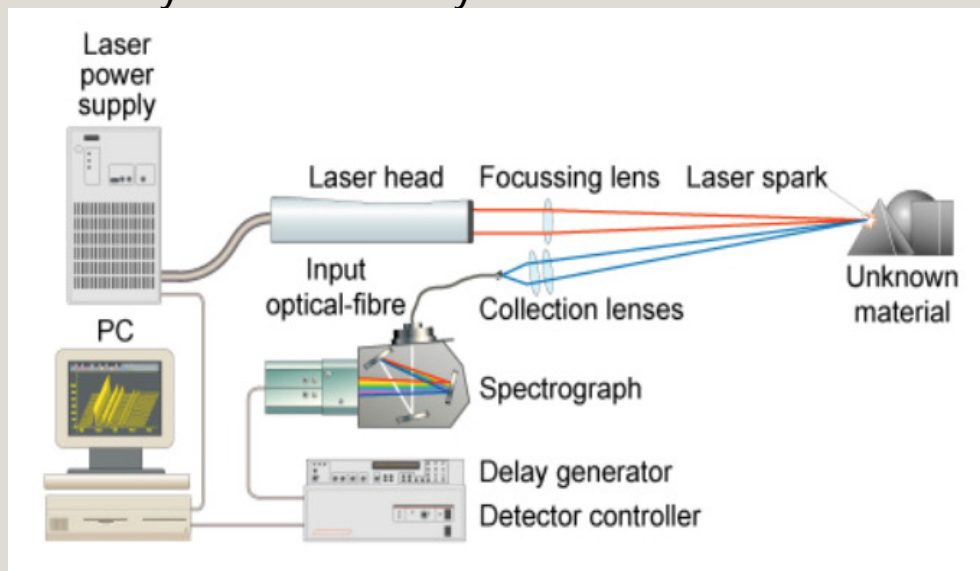 Laser
power
supply
Laser head
Focussing lens
Laser spark
Input
optical-fibre
Collection lenses
Unknown
material
PC
Spectrograph
Delay generator
Detector controller